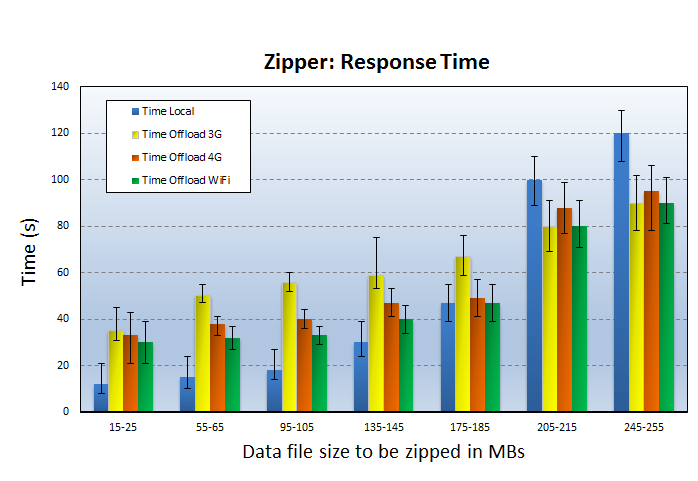 Zipper: Response Time
140
120
100
80
60
40
20
0
Time (s)
Time Local
Time Offload 3G
Time Offload 4G
Time Offload WiFi
15-25 55-65 95-105 135-145 175-185 205-215 245-255
Data file size to be zipped in MBs